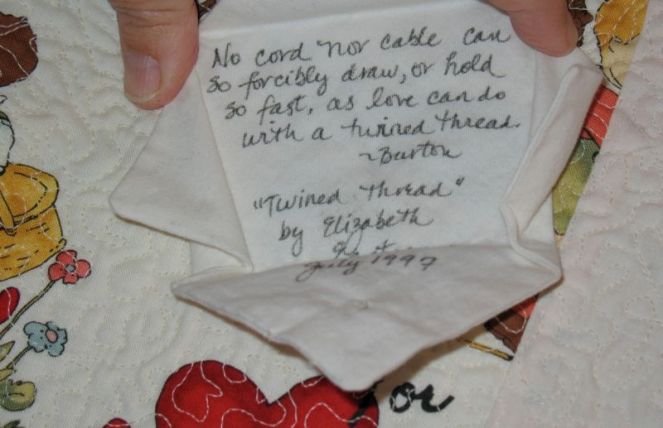 No cord nor cable can
so forcibly draw, or hold
so fast, as love can do
with a twined thread.
~Burton
"Twined Thread"
by Elizabeth
July 1997
or